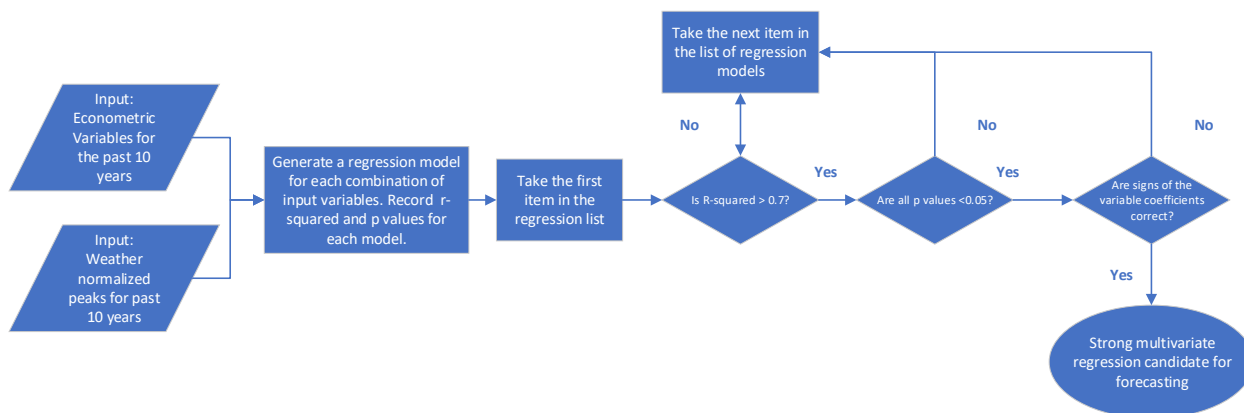 Input:
Econometric
Variables for
the past 10
years
Input:
Weather
normalized
peaks for past
10 years
Generate a regression model
for each combination of
input variables. Record r-
squared and p values for
each model.
Take the first
item in the
regression list
Take the next item in
the list of regression
models
No
Is R-squared > 0.7?
Yes
No
Are all p values <0.05?
Yes
No
Are signs of the
variable coefficients
correct?
Yes
Strong multivariate
regression candidate for
forecasting